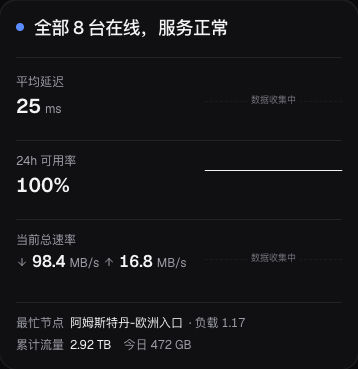 全部 8 台在线，服务正常
平均延迟
25 ms
数据收集中
24h 可用率
100%
当前总速率
↓ 98.4 MB/s ↑ 16.8 MB/s
数据收集中
最忙节点 阿姆斯特丹-欧洲入口 · 负载 1.17
累计流量 2.92 TB 今日 472 GB